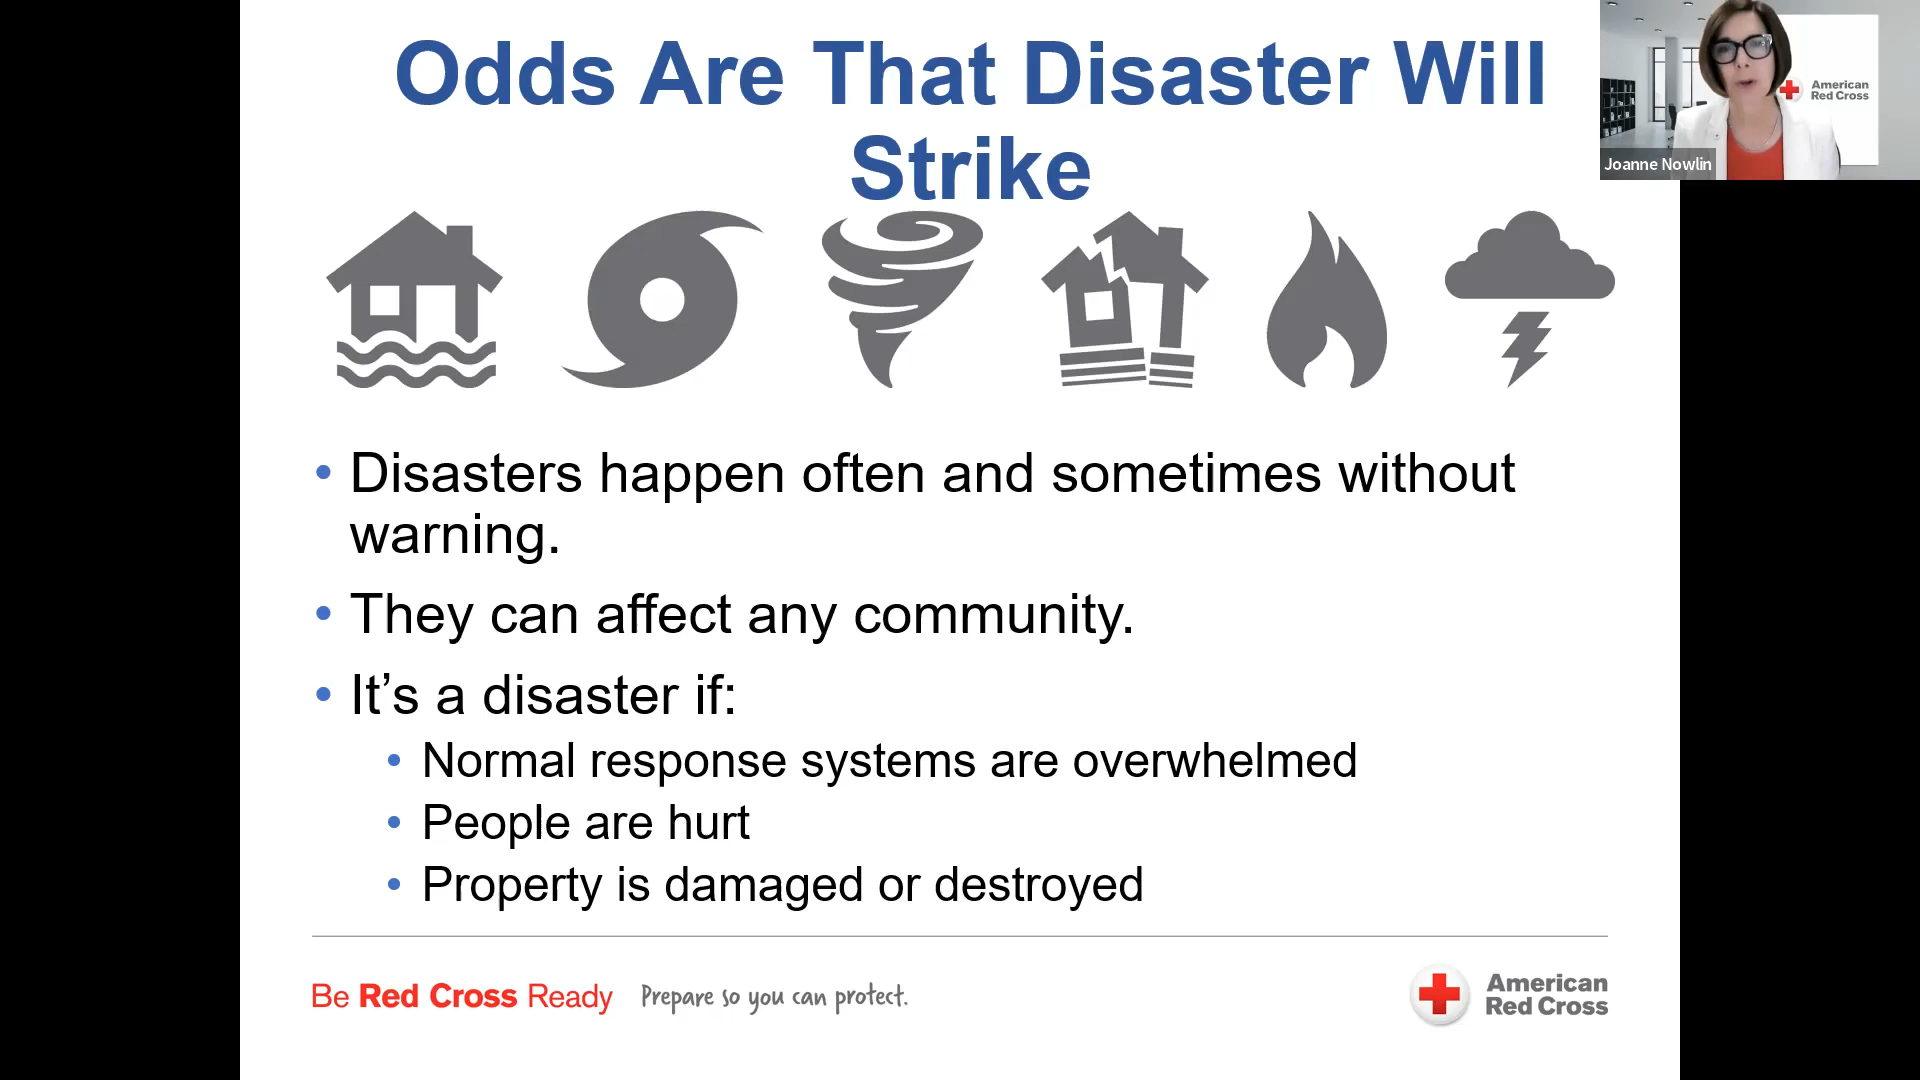 Odds Are That Disaster Will
Strike
American
Red Cross
Joanne Nowlin
• Disasters happen often and sometimes without
warning.
• They can affect any community.
• It’s a disaster if:
• Normal response systems are overwhelmed
• People are hurt
• Property is damaged or destroyed
Be Red Cross Ready Prepare so you can protect.
American
Red Cross